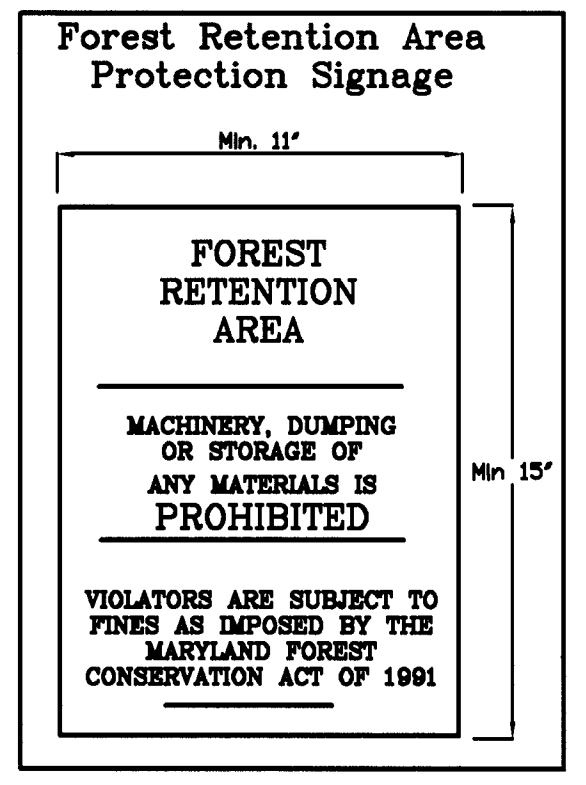 Forest Retention Area
Protection Signage
Min. 11"
FOREST
RETENTION
AREA
MACHINERY, DUMPING
OR STORAGE OF
ANY MATERIALS IS
PROHIBITED
Min 15"
VIOLATORS ARE SUBJECT TO
FINES AS IMPOSED BY THE
MARYLAND FOREST
CONSERVATION ACT OF 1991